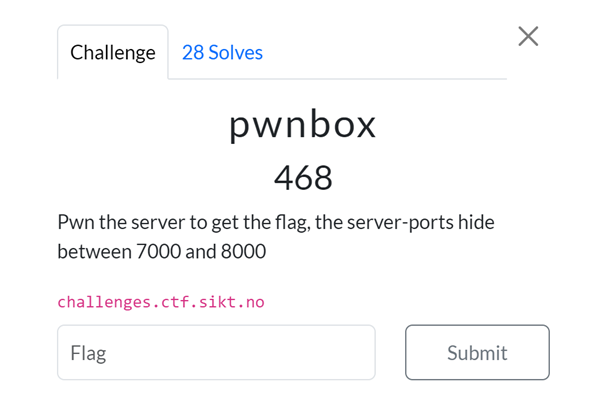 Challenge
28 Solves
pwnbox
468
Pwn the server to get the flag, the server-ports hide
between 7000 and 8000
challenges.ctf.sikt.no
Flag
Submit